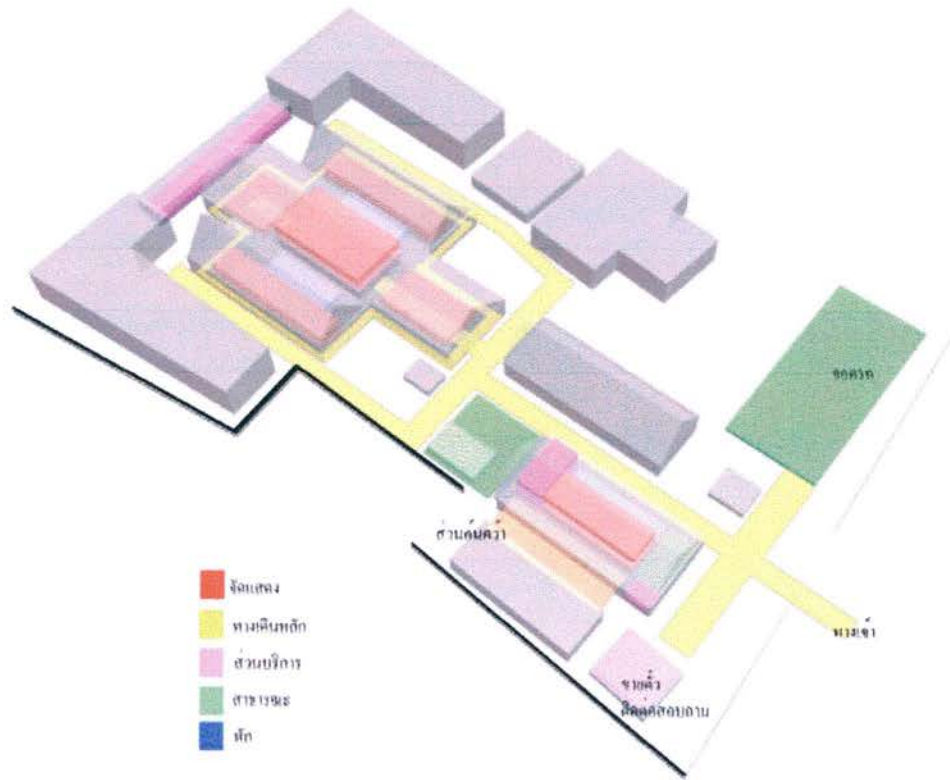 จอดรถ
ส่วนค้นคว้า
จัดแสดง
ทางเดินหลัก
ทางเข้า
ส่วนบริการ
ขายตั๋ว
สาธารณะ
ติดต่อสอบถาม
พัก